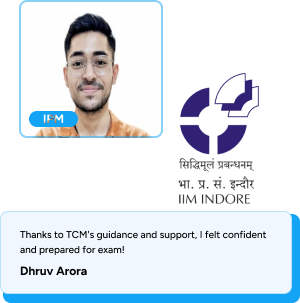 IPM
सिद्धिमूलं प्रबन्धनम्
भा. प्र. सं. इन्दौर
IIM INDORE
Thanks to TCM's guidance and support, I felt confident
and prepared for exam!
Dhruv Arora